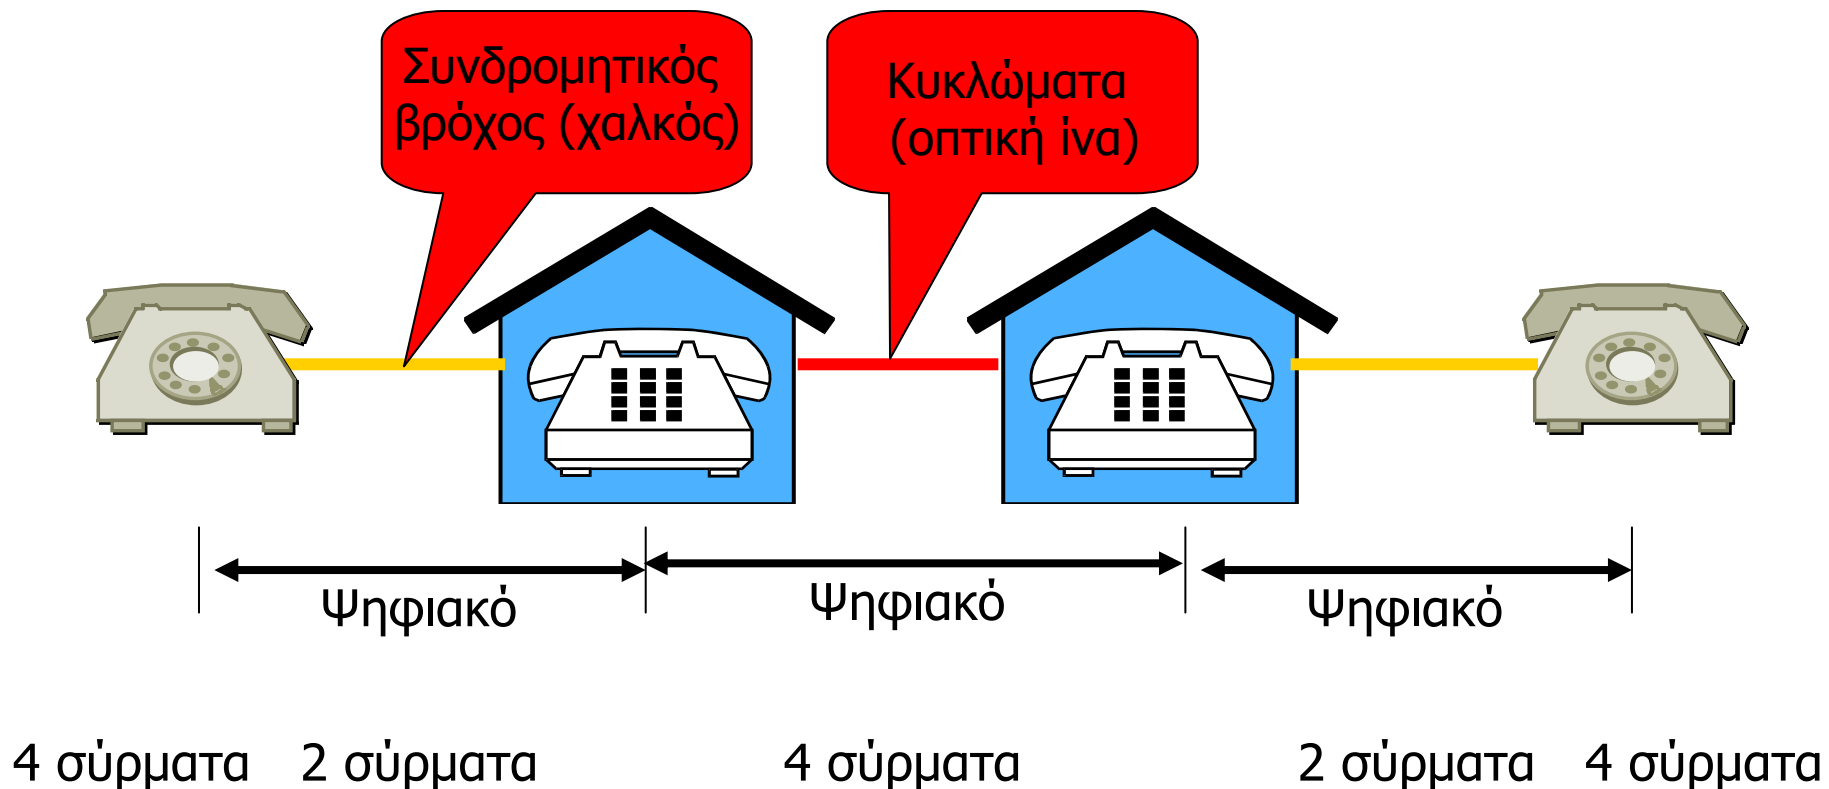 Συνδρομητικός
βρόχος (χαλκός)
Κυκλώματα
(οπτική ίνα)
Ψηφιακό
Ψηφιακό
Ψηφιακό
4 σύρματα 2 σύρματα 4 σύρματα 2 σύρματα 4 σύρματα